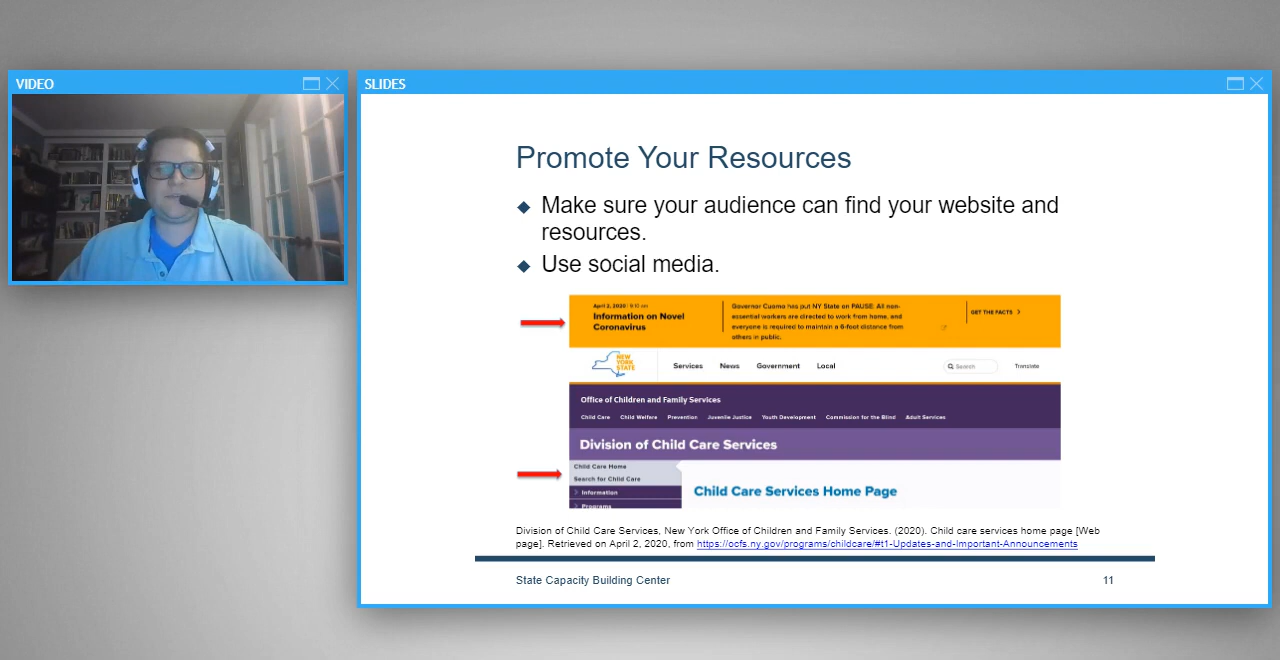 VIDEO
SLIDES
Promote Your Resources
Make sure your audience can find your website and
resources.
Use social media.
April 2, 2020 | 9:10 am
Information on Novel
Coronavirus
Governor Cuomo has put NY State on PAUSE. All non-
essential workers are directed to work from home, and
everyone is required to maintain a 6-foot distance from
others in public.
GET THE FACTS
NEW
YORK
STATE
Services News Government Local
Search
Translate
Office of Children and Family Services
Child Care Child Welfare Prevention Juvenile Justice Youth Development Commission for the Blind Adult Services
Division of Child Care Services
Child Care Home
Search for Child Care
Information
Programs
Child Care Services Home Page
Division of Child Care Services, New York Office of Children and Family Services. (2020). Child care services home page [Web
page]. Retrieved on April 2, 2020, from https://ocfs.ny.gov/programs/childcare/#t1-Updates-and-Important-Announcements
State Capacity Building Center
11